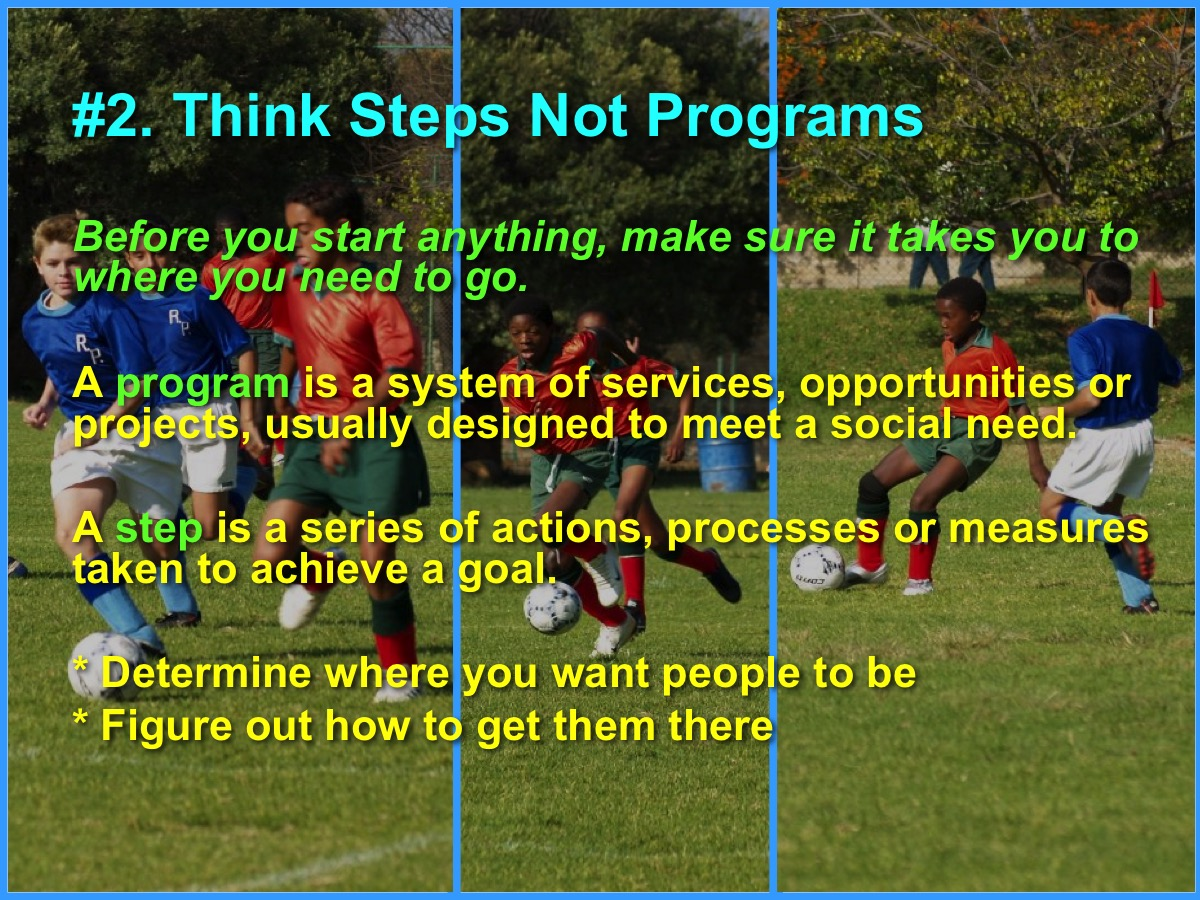 #2. Think Steps Not Programs
Before you start anything, make sure it takes you to
where you need to go.
A program is a system of services, opportunities or
projects, usually designed to meet a social need.
A step is a series of actions, processes or measures
taken to achieve a goal.
* Determine where you want people to be
* Figure out how to get them there
R.P.
R.P.